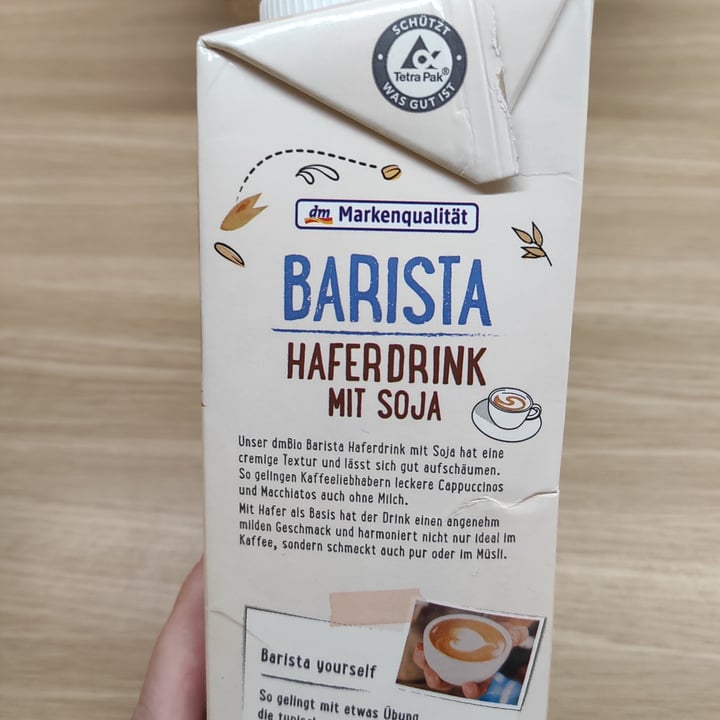 SCHÜTZT
Tetra Pak®
WAS GUT IST
dm Markenqualität
BARISTA
HAFERDRINK
MIT SOJA
Unser dmBio Barista Haferdrink mit Soja hat eine
cremige Textur und lässt sich gut aufschäumen.
So gelingen Kaffeeliebhabern leckere Cappuccinos
und Macchiatos auch ohne Milch.
Mit Hafer als Basis hat der Drink einen angenehm
milden Geschmack und harmoniert nicht nur ideal im
Kaffee, sondern schmeckt auch pur oder im Müsli.
Barista yourself
So gelingt mit etwas Übung
die